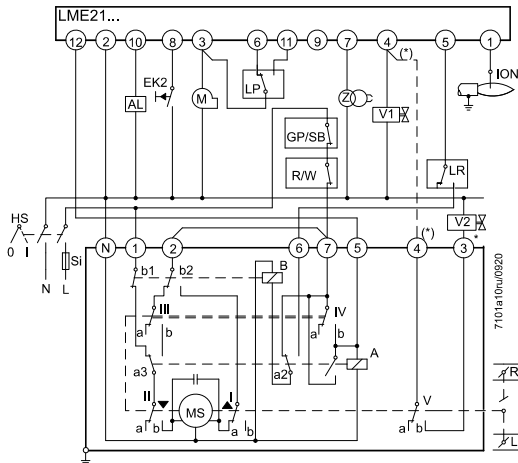 LME21...
12 2 10 8 3 6 11 9 7 4 (*) 5 1
ION
EK2
LP
AL
M
Z
V1
GP/SB
R/W
LR
HS
V2
0 I
Si
*
N L
N 1 2 6 7 5 4 (*) 3
b1 b2
B
III
IV
a b
a b
A
a3
a2
II
I
V
MS
a b
a b
a b
R
L
7101a10ru/0920